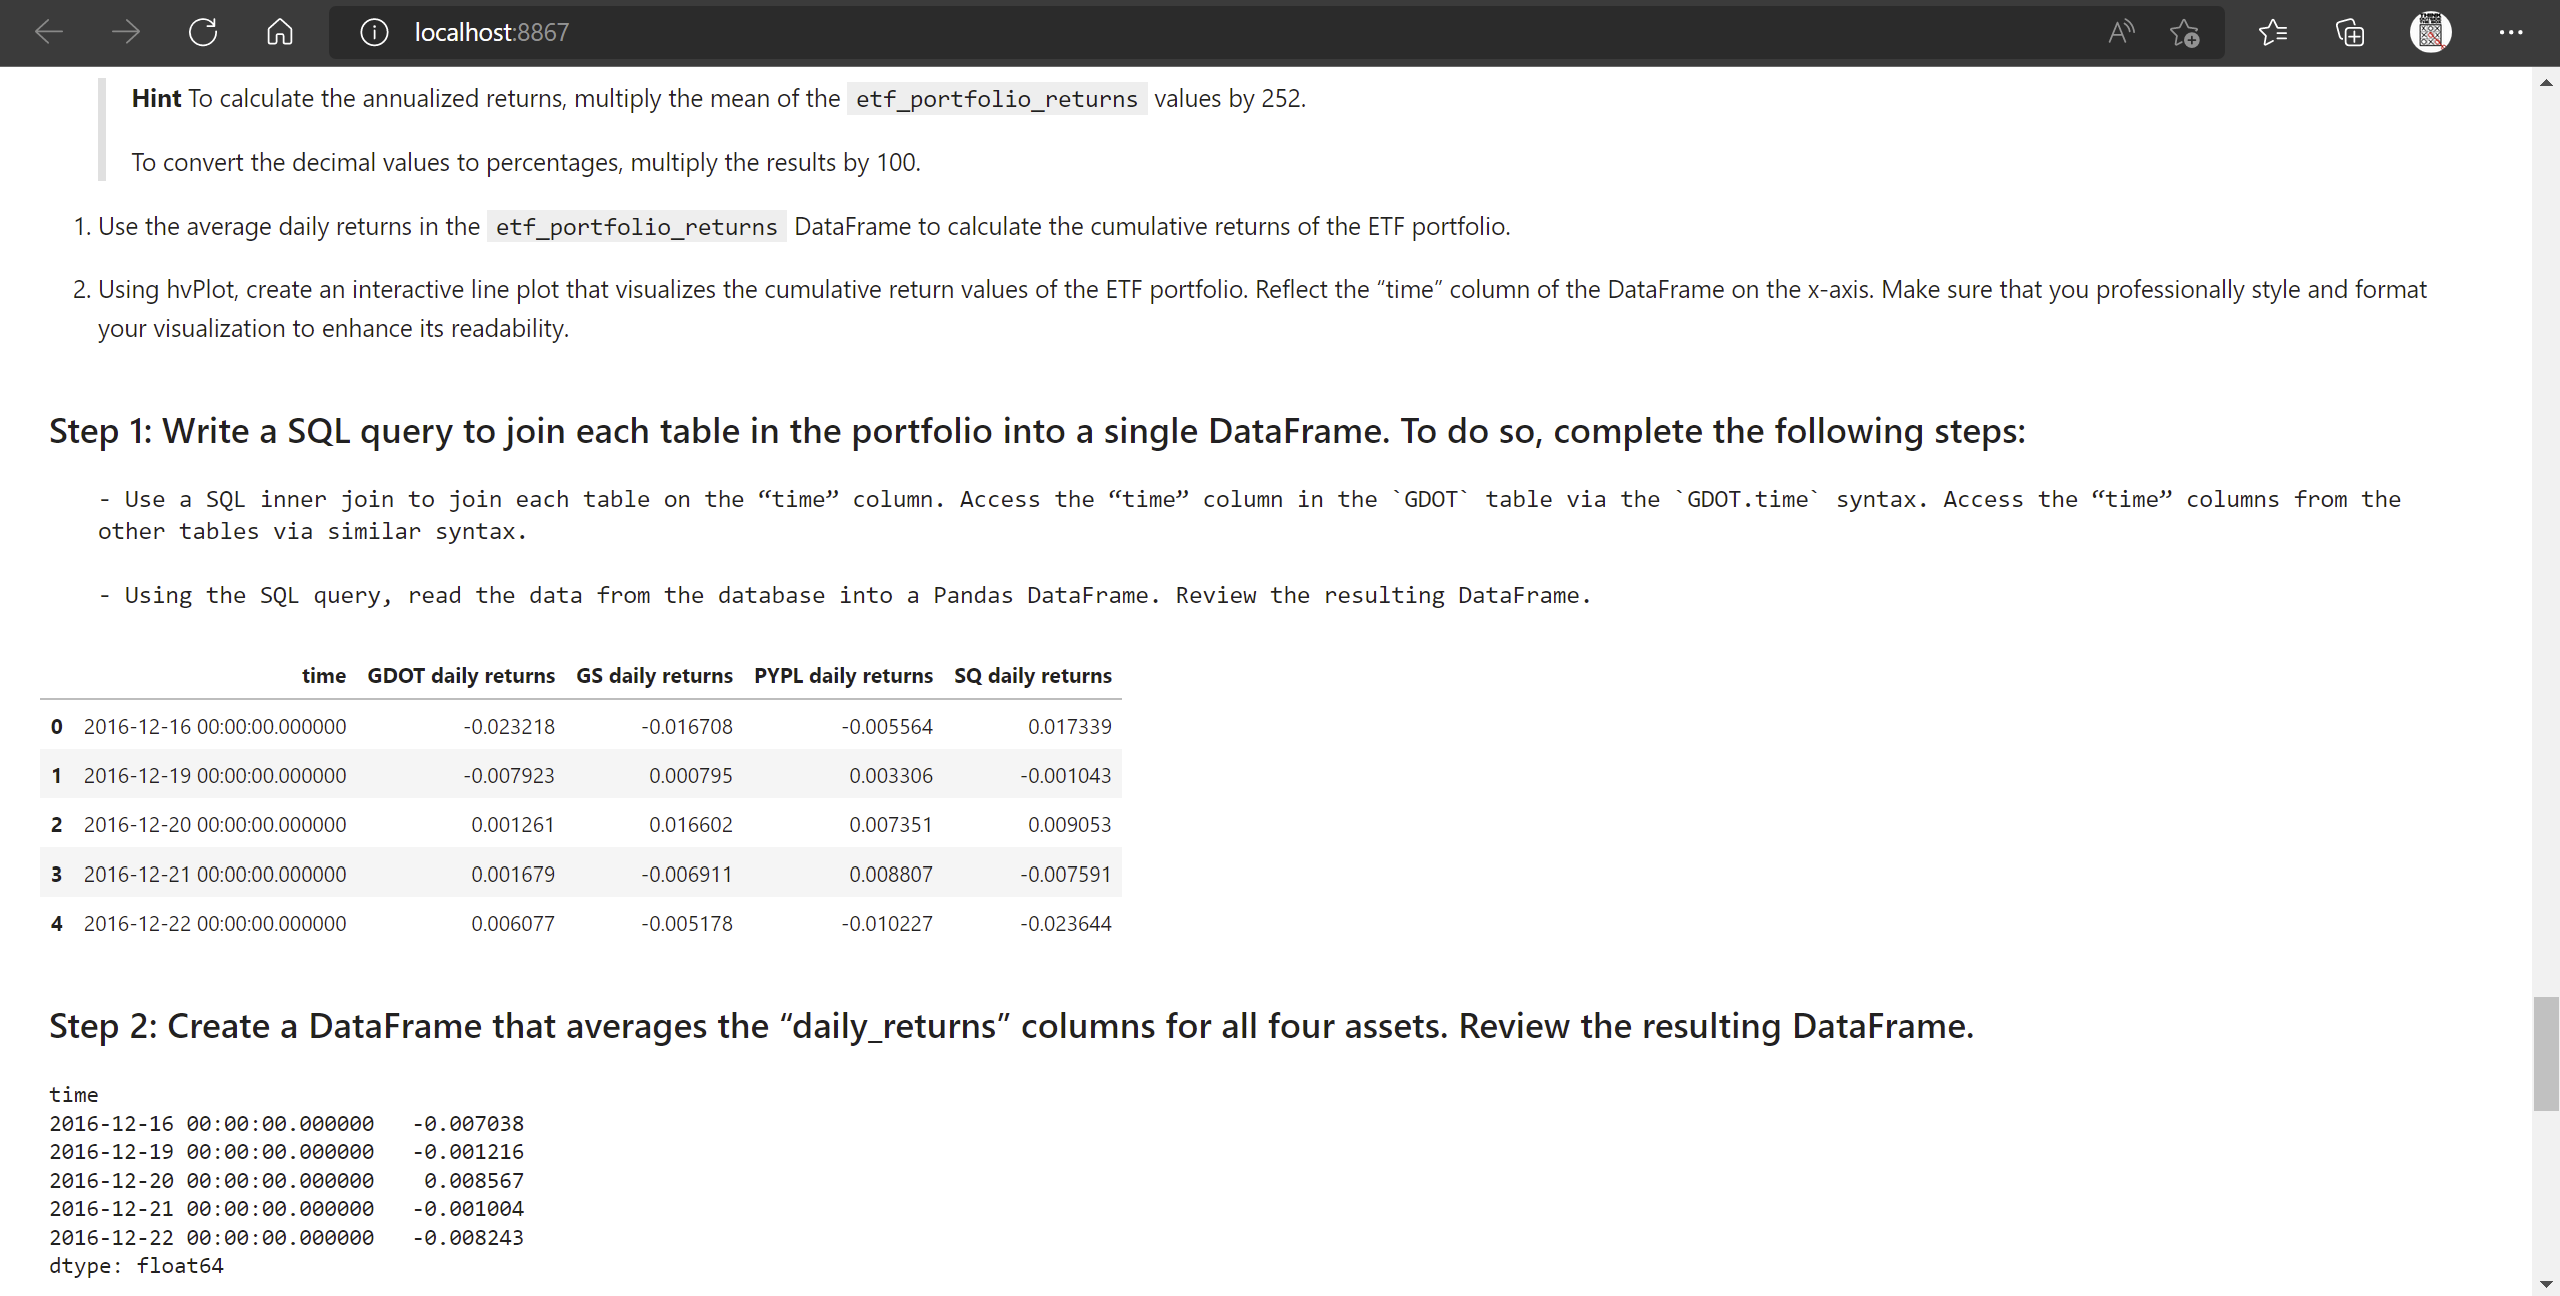 localhost:8867
Hint To calculate the annualized returns, multiply the mean of the etf_portfolio_returns values by 252.
To convert the decimal values to percentages, multiply the results by 100.
1. Use the average daily returns in the etf_portfolio_returns DataFrame to calculate the cumulative returns of the ETF portfolio.
2. Using hvPlot, create an interactive line plot that visualizes the cumulative return values of the ETF portfolio. Reflect the “time” column of the DataFrame on the x-axis. Make sure that you professionally style and format
your visualization to enhance its readability.
Step 1: Write a SQL query to join each table in the portfolio into a single DataFrame. To do so, complete the following steps:
- Use a SQL inner join to join each table on the “time” column. Access the “time” column in the `GDOT` table via the `GDOT.time` syntax. Access the “time” columns from the
other tables via similar syntax.
- Using the SQL query, read the data from the database into a Pandas DataFrame. Review the resulting DataFrame.
time GDOT daily returns GS daily returns PYPL daily returns SQ daily returns
0 2016-12-16 00:00:00.000000 -0.023218 -0.016708 -0.005564 0.017339
1 2016-12-19 00:00:00.000000 -0.007923 0.000795 0.003306 -0.001043
2 2016-12-20 00:00:00.000000 0.001261 0.016602 0.007351 0.009053
3 2016-12-21 00:00:00.000000 0.001679 -0.006911 0.008807 -0.007591
4 2016-12-22 00:00:00.000000 0.006077 -0.005178 -0.010227 -0.023644
Step 2: Create a DataFrame that averages the “daily_returns” columns for all four assets. Review the resulting DataFrame.
time
2016-12-16 00:00:00.000000 -0.007038
2016-12-19 00:00:00.000000 -0.001216
2016-12-20 00:00:00.000000 0.008567
2016-12-21 00:00:00.000000 -0.001004
2016-12-22 00:00:00.000000 -0.008243
dtype: float64